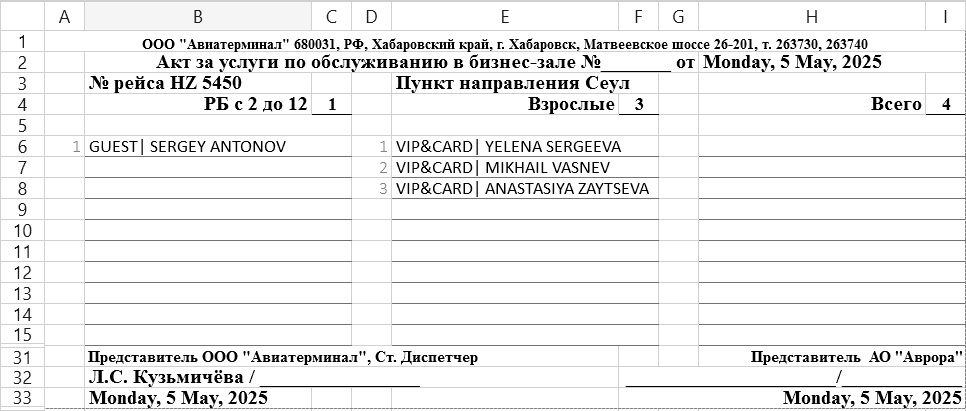 A B C D E F G H I
1 ООО "Авиатерминал" 680031, РФ, Хабаровский край, г. Хабаровск, Матвеевское шоссе 26-201, т. 263730, 263740
2 Акт за услуги по обслуживанию в бизнес-зале №_______ от Monday, 5 May, 2025
3 № рейса HZ 5450 Пункт направления Сеул
4 РБ с 2 до 12 1 Взрослые 3 Всего 4
5
6 1 GUEST| SERGEY ANTONOV 1 VIP&CARD| YELENA SERGEEVA
7 2 VIP&CARD| MIKHAIL VASNEV
8 3 VIP&CARD| ANASTASIYA ZAYTSEVA
9
10
11
12
13
14
15
31 Представитель ООО "Авиатерминал", Ст. Диспетчер Представитель АО "Аврора"
32 Л.С. Кузьмичёва / ________________ _____________________/____________
33 Monday, 5 May, 2025 Monday, 5 May, 2025